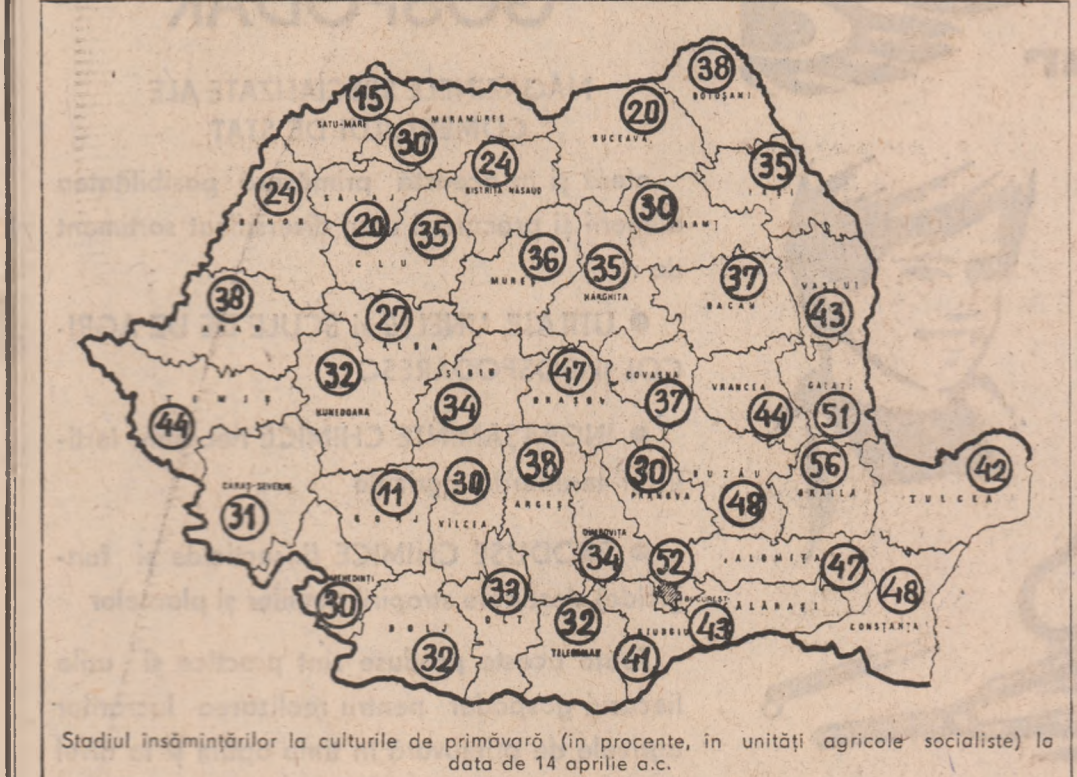 38
BOTOȘANI
15
SATU-MARE
MARAMUREȘ
30
20
SUCEAVA
24
BISTRIȚA NĂSĂUD
35
IAȘI
24
BIHOR
SĂLAJ
20
35
CLUJ
30
NEAMȚ
36
MUREȘ
35
HARGHITA
37
BACĂU
VASLUI
43
38
27
ALBA
32
HUNEDOARA
SIBIU
34
47
BRAȘOV
COVASNA
37
VRANCEA
44
GALAȚI
51
TIMIȘ
44
CARAȘ-SEVERIN
31
11
GORJ
30
VÎLCEA
38
ARGEȘ
30
PRAHOVA
BUZĂU
48
56
BRĂILA
42
TULCEA
MEHEDINȚI
30
DOLJ
32
33
OLT
DÎMBOVIȚA
34
52
IALOMIȚA
47
BUCUREȘTI
CĂLĂRAȘI
43
48
CONSTANȚA
32
TELEORMAN
GIURGIU
41
Stadiul însămînțărilor la culturile de primăvară (in procente, in unități agricole socialiste) la
data de 14 aprilie a.c.